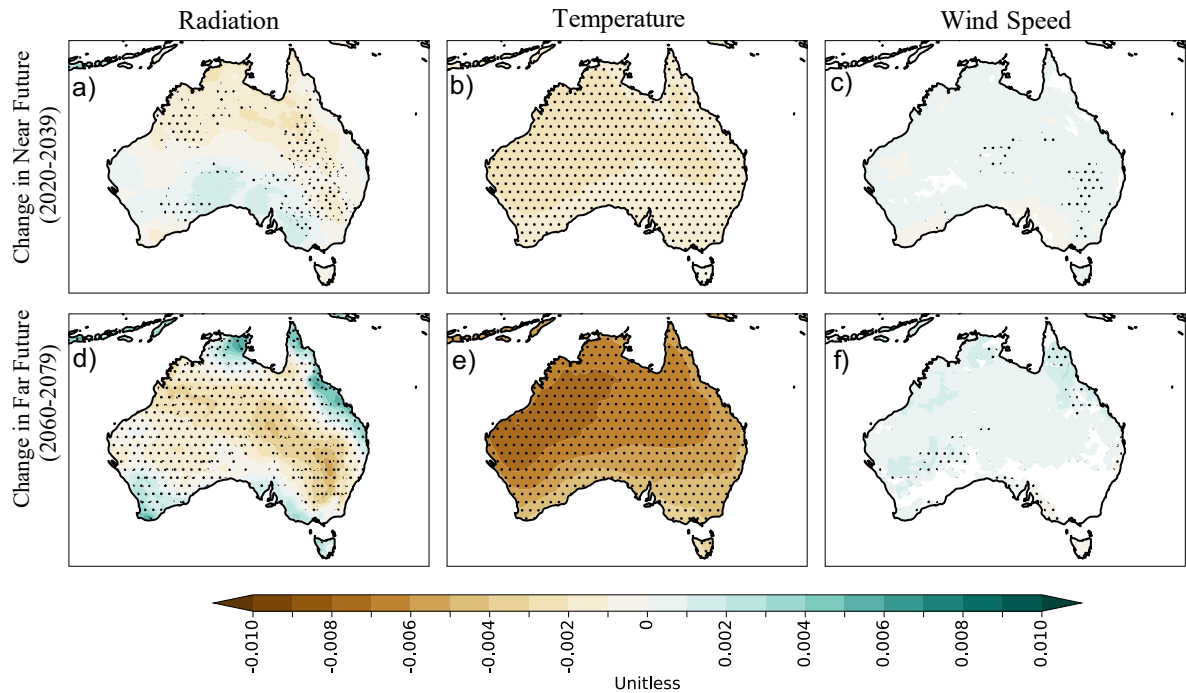 Radiation
Temperature
Wind Speed
Change in Near Future
(2020-2039)
a)
b)
c)
Change in Far Future
(2060-2079)
d)
e)
f)
-0.010
-0.008
-0.006
-0.004
-0.004
-0.002
0
0.002
0.004
0.006
0.008
0.010
Unitless